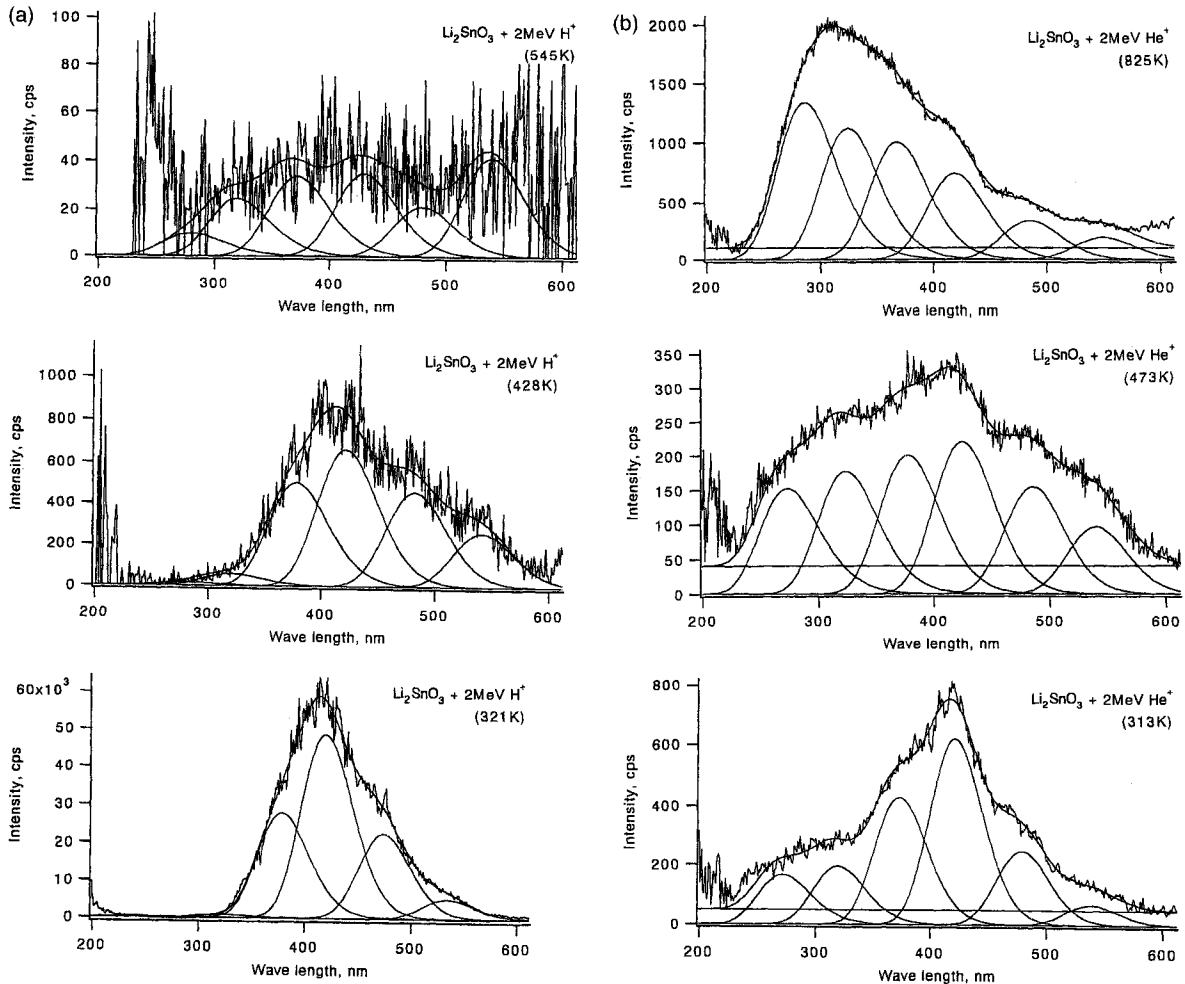 (a)
Li₂SnO₃ + 2MeV H⁺
(545K)
Intensity, cps
100
80
60
40
20
0
200 300 400 500 600
Wave length, nm
Li₂SnO₃ + 2MeV H⁺
(428K)
Intensity, cps
1000
800
600
400
200
0
200 300 400 500 600
Wave length, nm
Li₂SnO₃ + 2MeV H⁺
(321K)
Intensity, cps
60x10³
50
40
30
20
10
0
200 300 400 500 600
Wave length, nm
(b)
Li₂SnO₃ + 2MeV He⁺
(825K)
Intensity, cps
2000
1500
1000
500
0
200 300 400 500 600
Wave length, nm
Li₂SnO₃ + 2MeV He⁺
(473K)
Intensity, cps
350
300
250
200
150
100
50
0
200 300 400 500 600
Wave length, nm
Li₂SnO₃ + 2MeV He⁺
(313K)
Intensity, cps
800
600
400
200
0
200 300 400 500 600
Wave length, nm